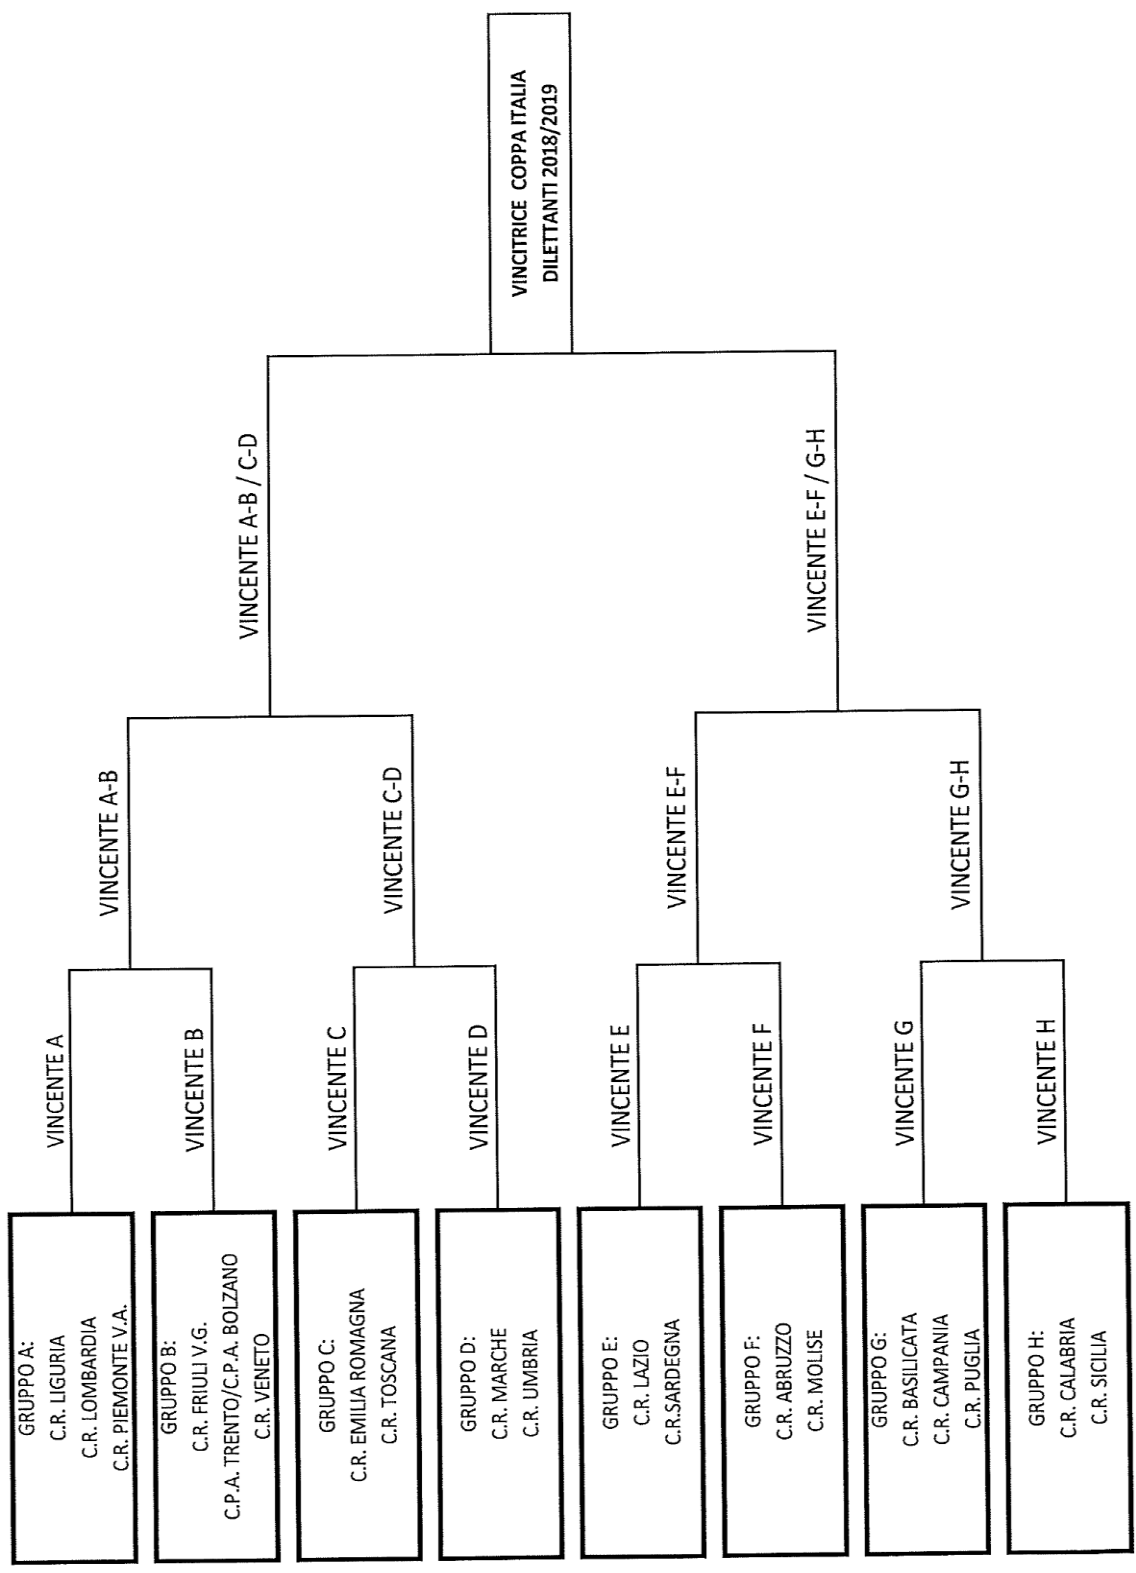 GRUPPO A:
C.R. LIGURIA
C.R. LOMBARDIA
C.R. PIEMONTE V.A.
GRUPPO B:
C.R. FRIULI V.G.
C.P.A. TRENTO/C.P.A. BOLZANO
C.R. VENETO
GRUPPO C:
C.R. EMILIA ROMAGNA
C.R. TOSCANA
GRUPPO D:
C.R. MARCHE
C.R. UMBRIA
GRUPPO E:
C.R. LAZIO
C.R.SARDEGNA
GRUPPO F:
C.R. ABRUZZO
C.R. MOLISE
GRUPPO G:
C.R. BASILICATA
C.R. CAMPANIA
C.R. PUGLIA
GRUPPO H:
C.R. CALABRIA
C.R. SICILIA
VINCENTE A
VINCENTE B
VINCENTE C
VINCENTE D
VINCENTE E
VINCENTE F
VINCENTE G
VINCENTE H
VINCENTE A-B
VINCENTE C-D
VINCENTE E-F
VINCENTE G-H
VINCENTE A-B / C-D
VINCENTE E-F / G-H
VINCITRICE COPPA ITALIA
DILETTANTI 2018/2019